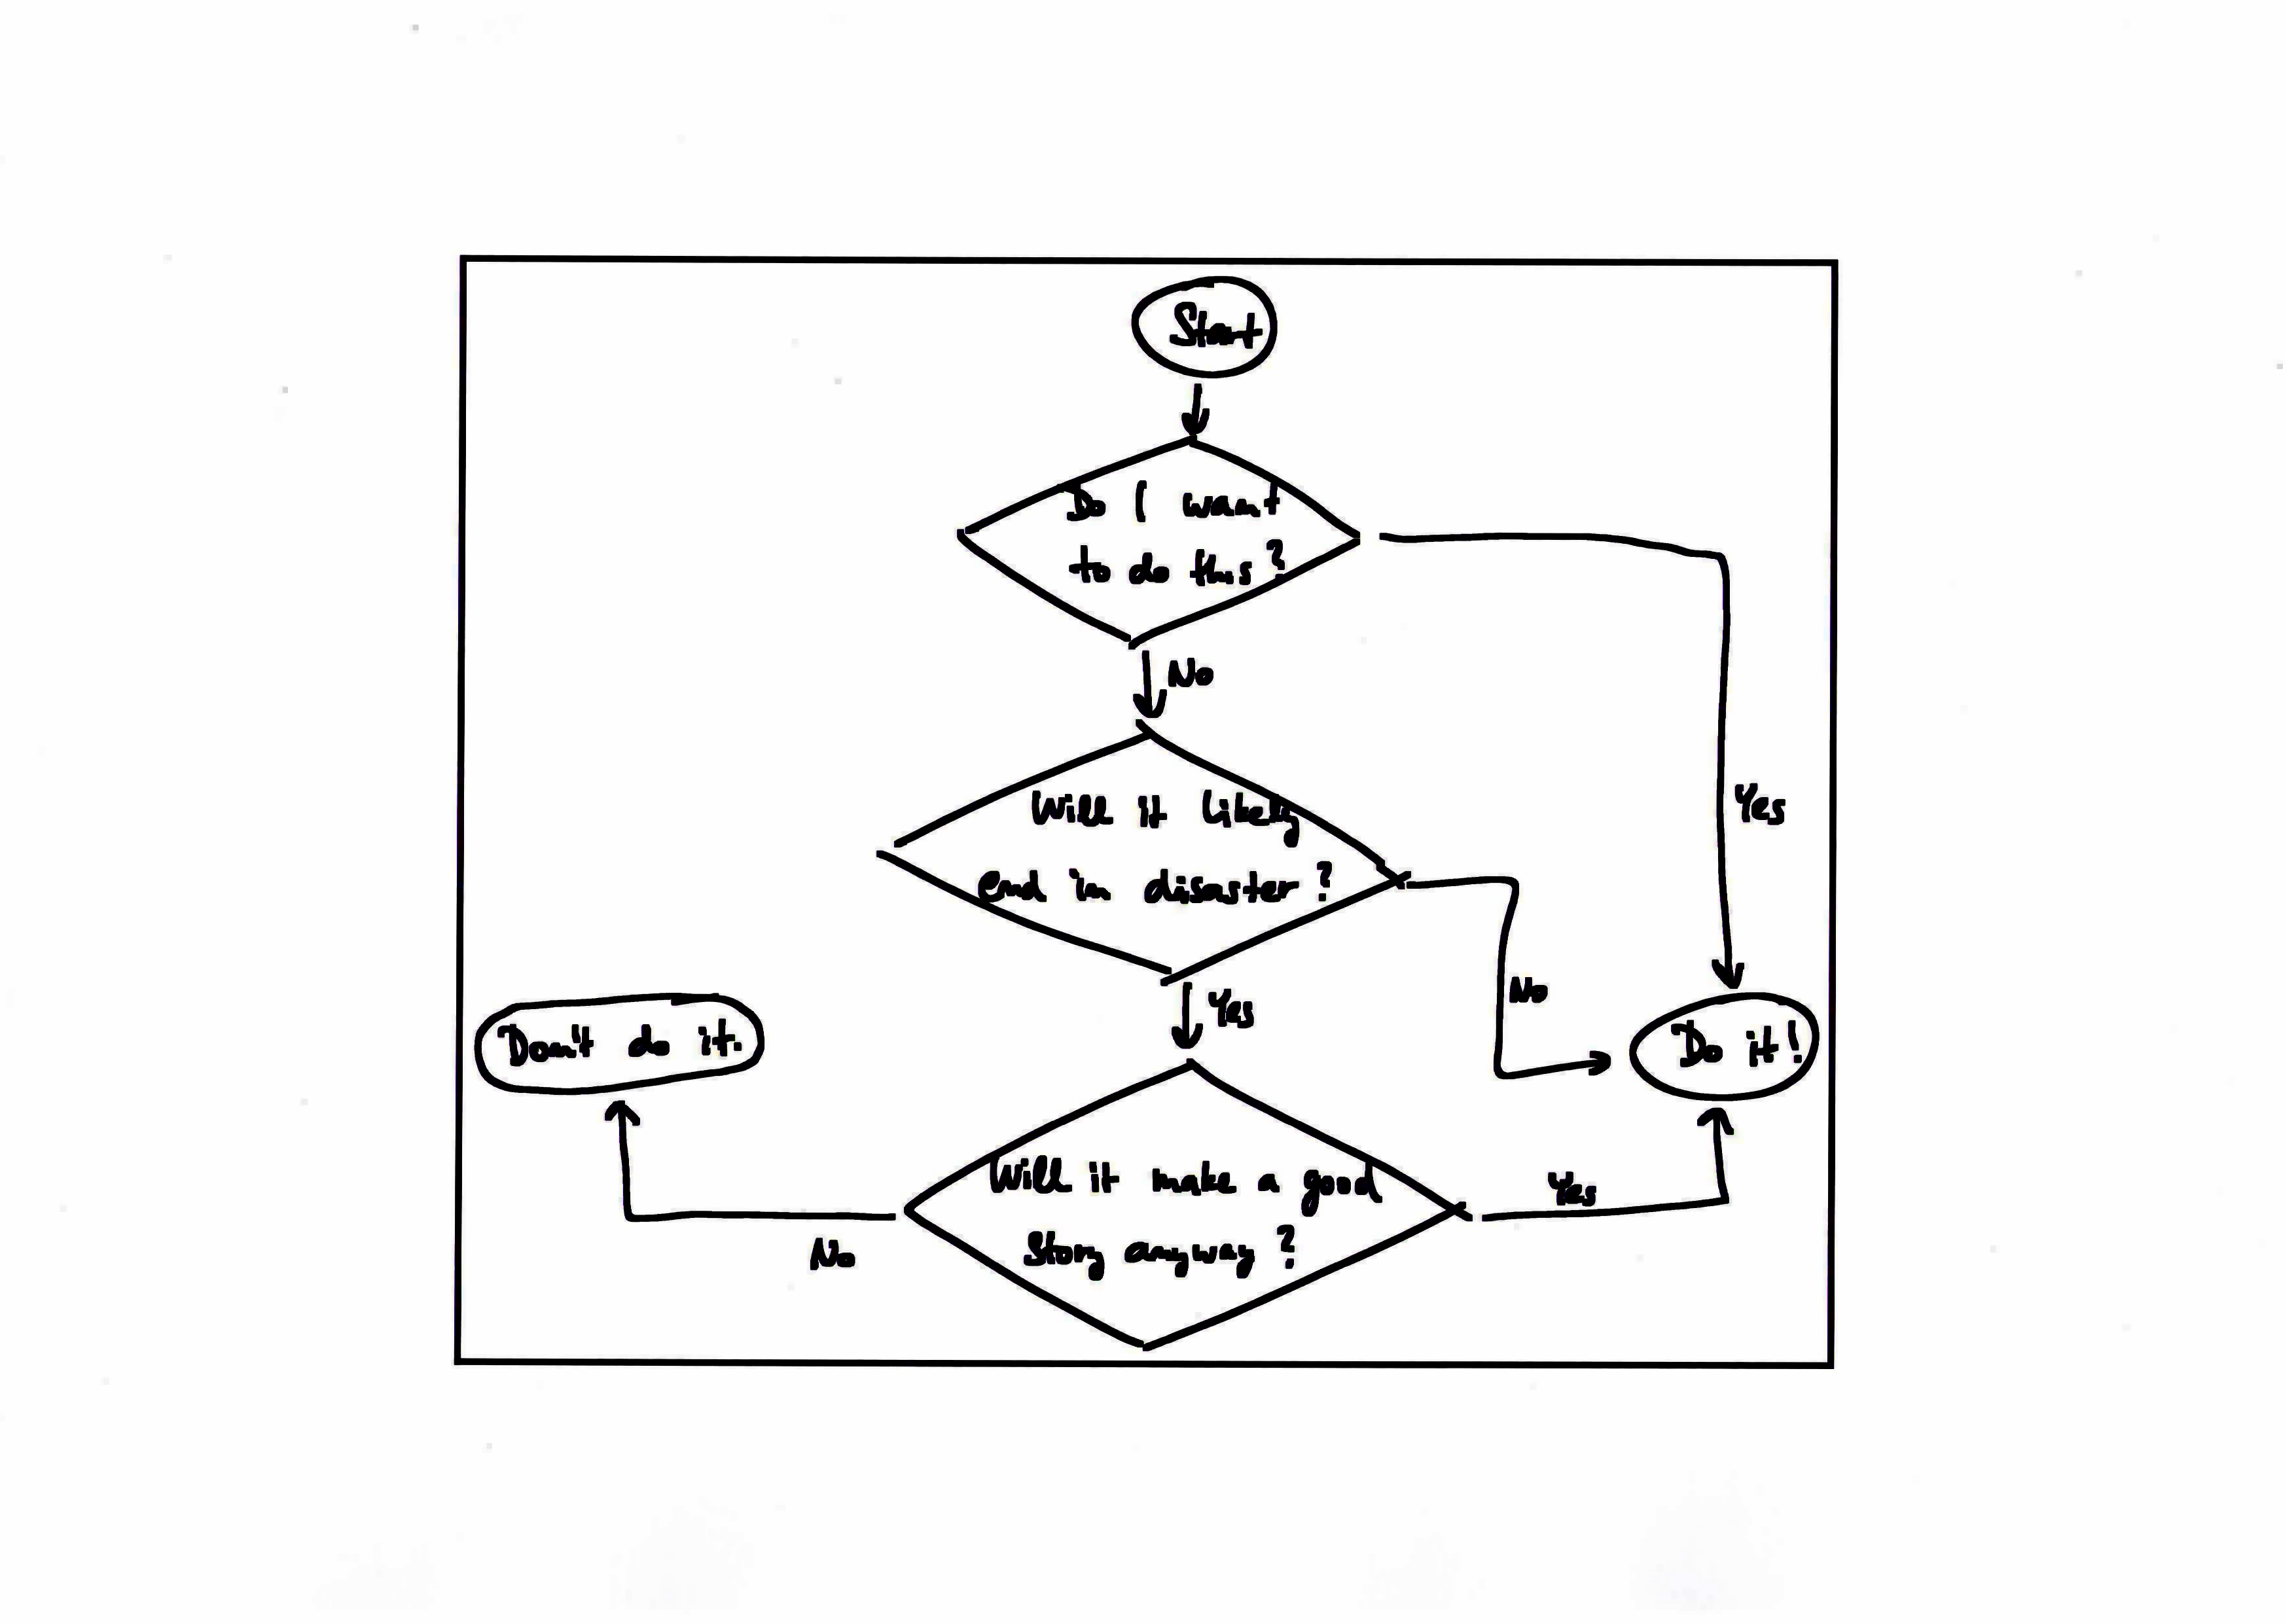 Start
Do I want
to do this?
No
Yes
Will it likely
end in disaster?
No
Yes
Don't do it.
Do it!
Will it make a good
story anyway?
Yes
No